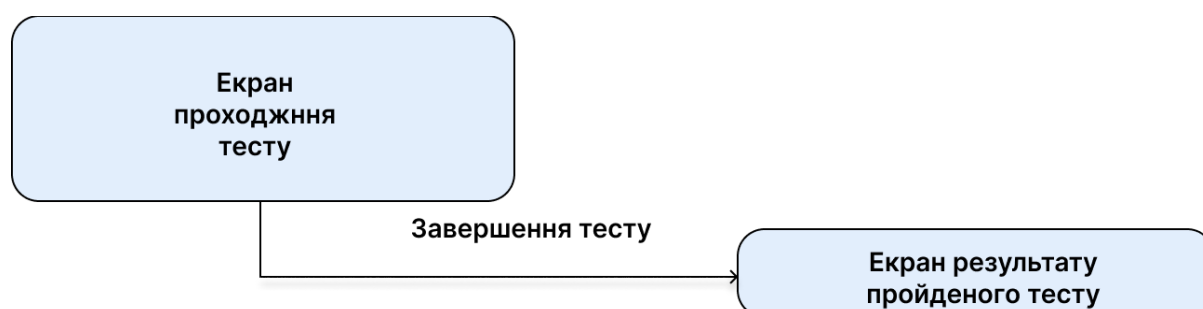 Екран
проходжння
тесту
Завершення тесту
Екран результату
пройденого тесту